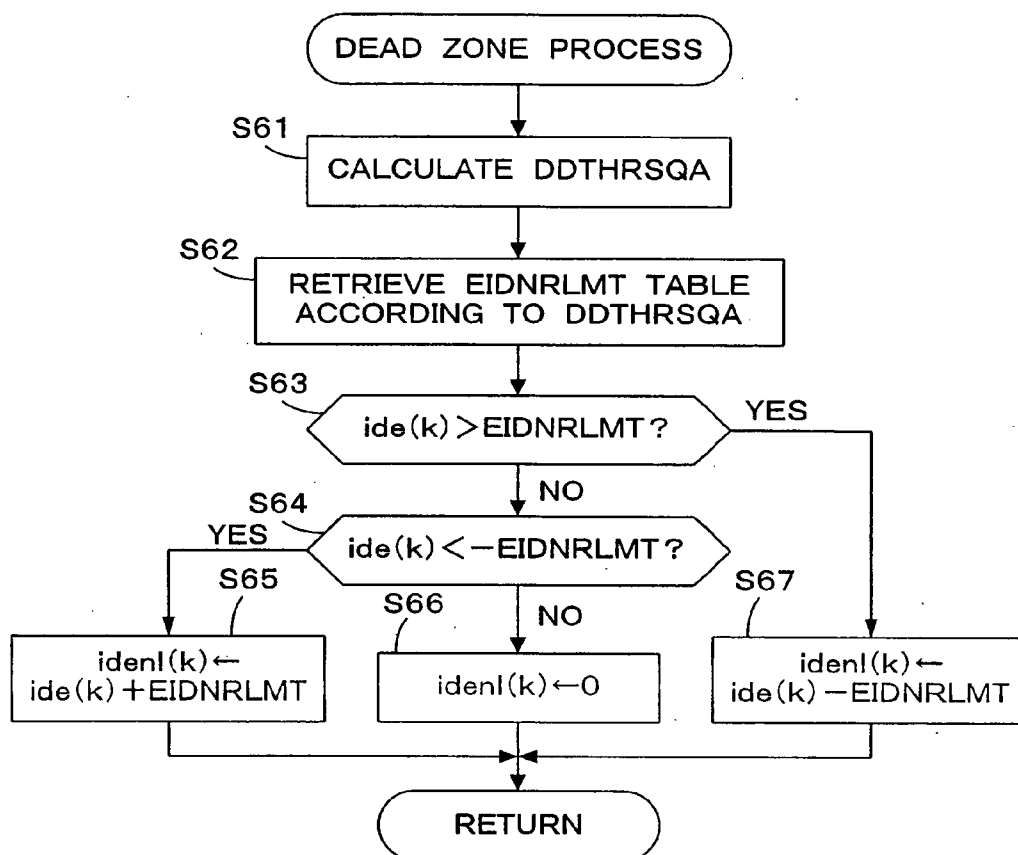 DEAD ZONE PROCESS
S61
CALCULATE DDTHRSQA
S62
RETRIEVE EIDNRLMT TABLE
ACCORDING TO DDTHRSQA
S63
ide(k)>EIDNRLMT?
YES
NO
S64
YES
ide(k)<−EIDNRLMT?
NO
S65
idenl(k)←
ide(k)+EIDNRLMT
S66
idenl(k)←0
S67
idenl(k)←
ide(k)−EIDNRLMT
RETURN